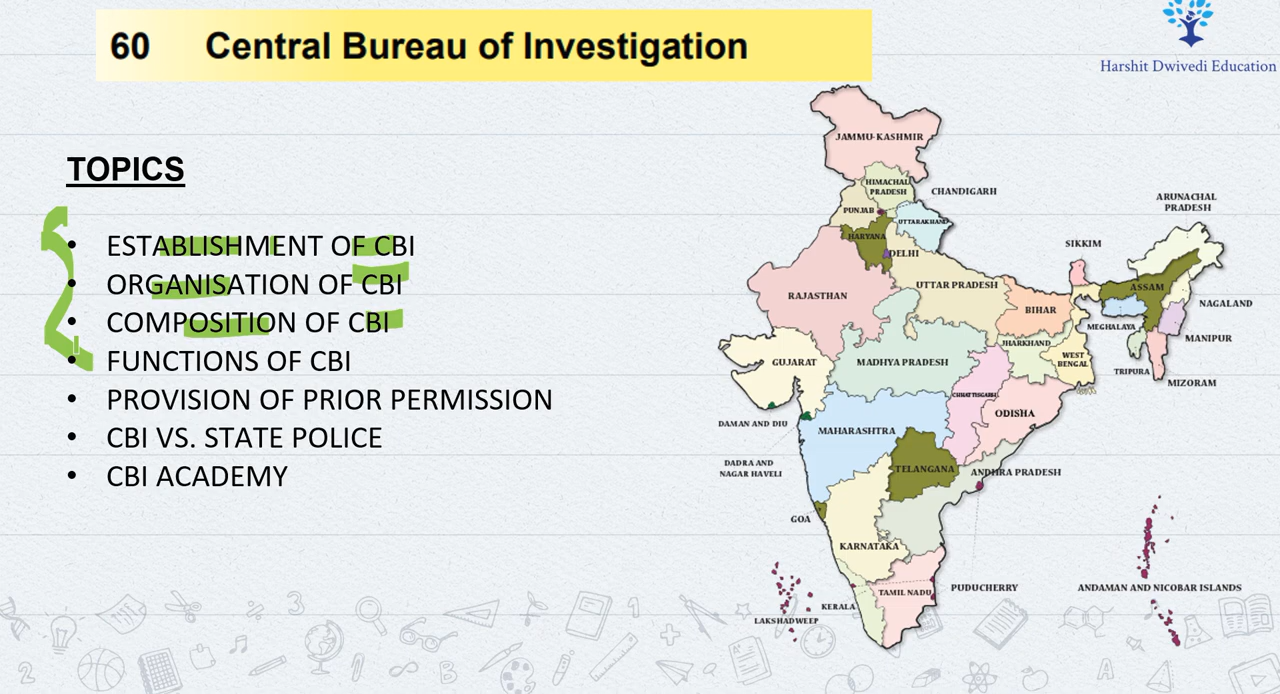 60 Central Bureau of Investigation
Harshit Dwivedi Education
TOPICS
• ESTABLISHMENT OF CBI
• ORGANISATION OF CBI
• COMPOSITION OF CBI
• FUNCTIONS OF CBI
• PROVISION OF PRIOR PERMISSION
• CBI VS. STATE POLICE
• CBI ACADEMY
JAMMU-KASHMIR
HIMACHAL
PRADESH
CHANDIGARH
PUNJAB
UTTARAKHAND
HARYANA
DELHI
ARUNACHAL
PRADESH
SIKKIM
RAJASTHAN
UTTAR PRADESH
BIHAR
ASSAM
NAGALAND
MEGHALAYA
MANIPUR
GUJARAT
MADHYA PRADESH
JHARKHAND
WEST
BENGAL
TRIPURA
MIZORAM
CHHATTISGARH
ODISHA
DAMAN AND DIU
MAHARASHTRA
DADRA AND
NAGAR HAVELI
TELANGANA
ANDHRA PRADESH
GOA
KARNATAKA
PUDUCHERRY
ANDAMAN AND NICOBAR ISLANDS
TAMIL NADU
KERALA
LAKSHADWEEP